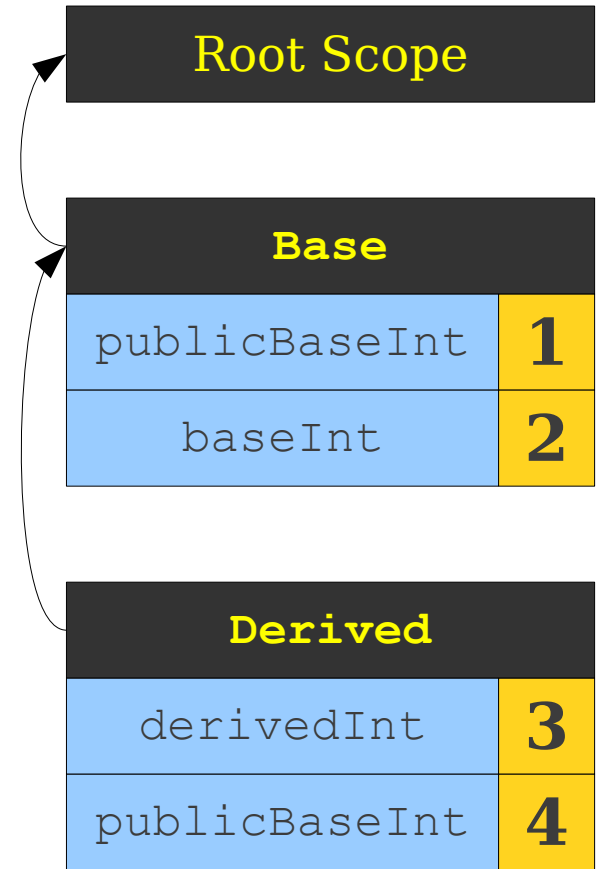 Root Scope
Base
publicBaseInt 1
baseInt 2
Derived
derivedInt 3
publicBaseInt 4